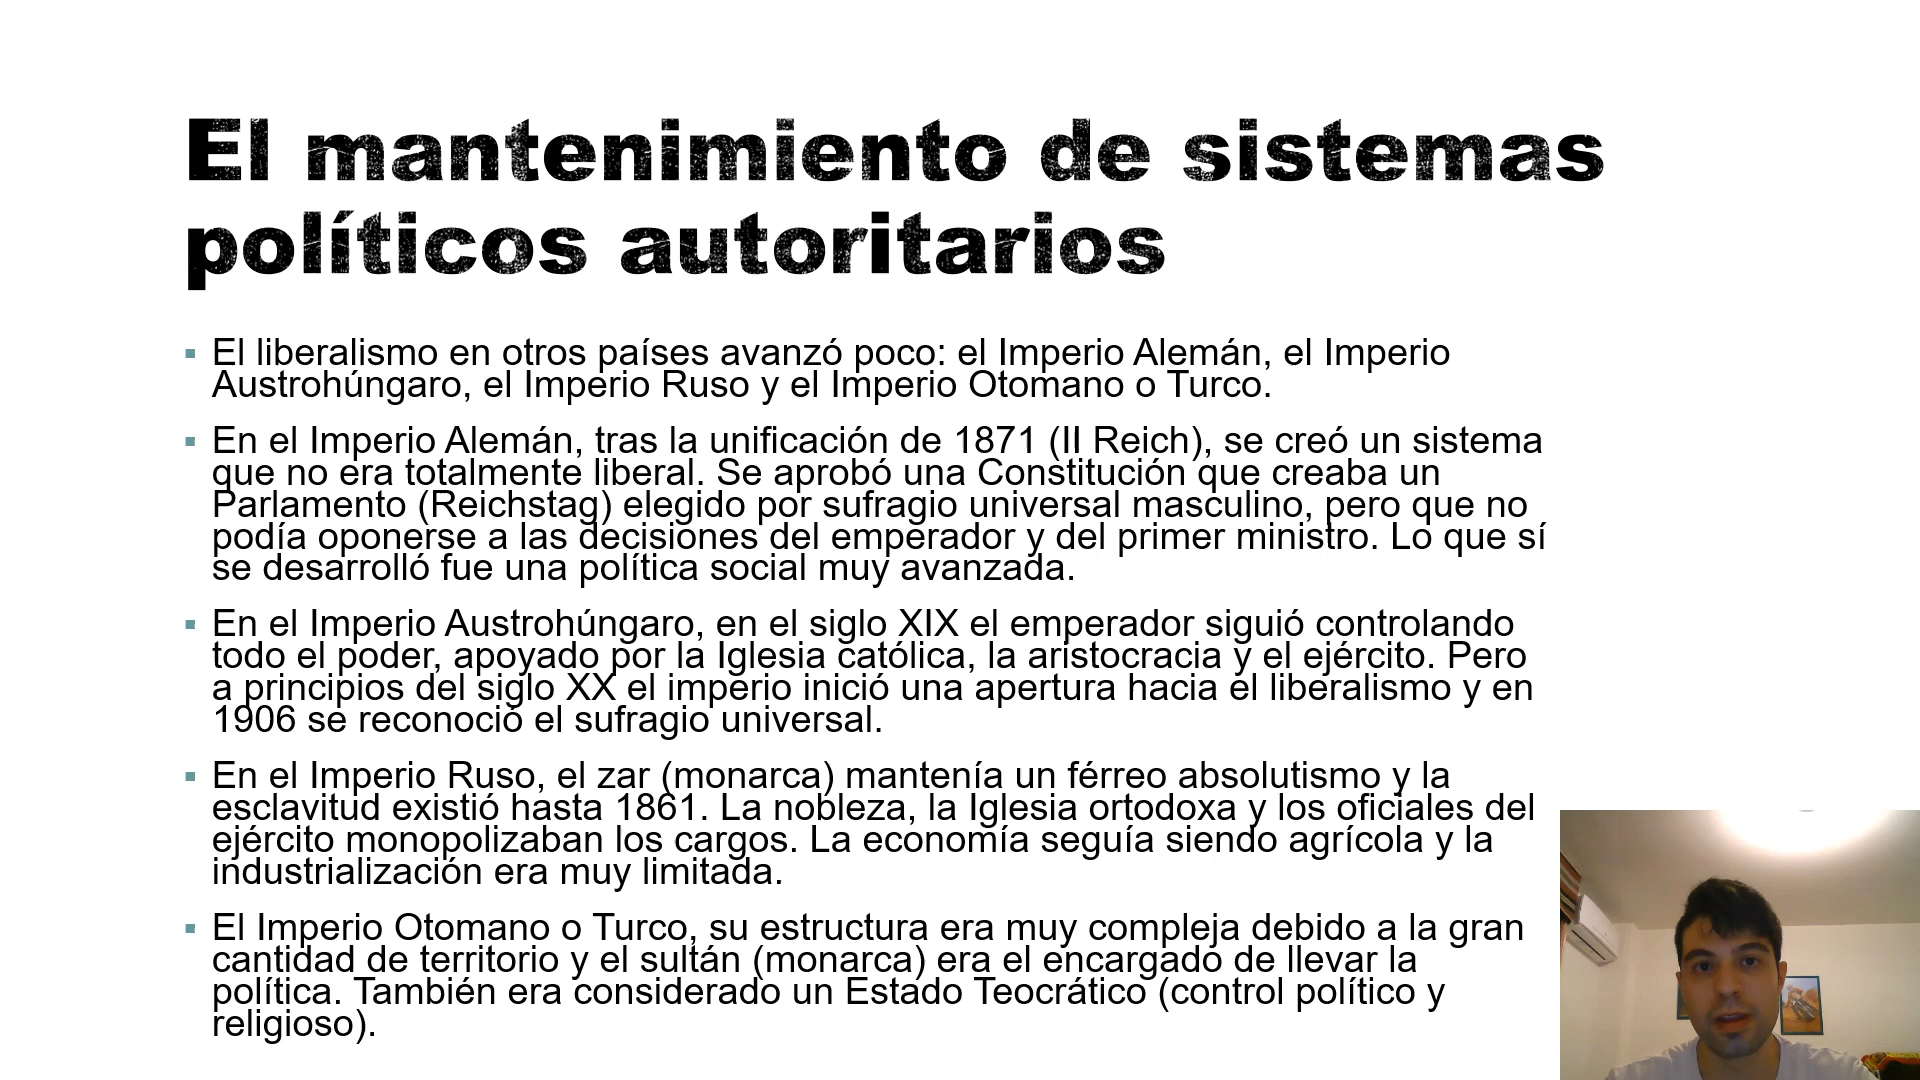 El mantenimiento de sistemas
políticos autoritarios
▪ El liberalismo en otros países avanzó poco: el Imperio Alemán, el Imperio
Austrohúngaro, el Imperio Ruso y el Imperio Otomano o Turco.
▪ En el Imperio Alemán, tras la unificación de 1871 (II Reich), se creó un sistema
que no era totalmente liberal. Se aprobó una Constitución que creaba un
Parlamento (Reichstag) elegido por sufragio universal masculino, pero que no
podía oponerse a las decisiones del emperador y del primer ministro. Lo que sí
se desarrolló fue una política social muy avanzada.
▪ En el Imperio Austrohúngaro, en el siglo XIX el emperador siguió controlando
todo el poder, apoyado por la Iglesia católica, la aristocracia y el ejército. Pero
a principios del siglo XX el imperio inició una apertura hacia el liberalismo y en
1906 se reconoció el sufragio universal.
▪ En el Imperio Ruso, el zar (monarca) mantenía un férreo absolutismo y la
esclavitud existió hasta 1861. La nobleza, la Iglesia ortodoxa y los oficiales del
ejército monopolizaban los cargos. La economía seguía siendo agrícola y la
industrialización era muy limitada.
▪ El Imperio Otomano o Turco, su estructura era muy compleja debido a la gran
cantidad de territorio y el sultán (monarca) era el encargado de llevar la
política. También era considerado un Estado Teocrático (control político y
religioso).